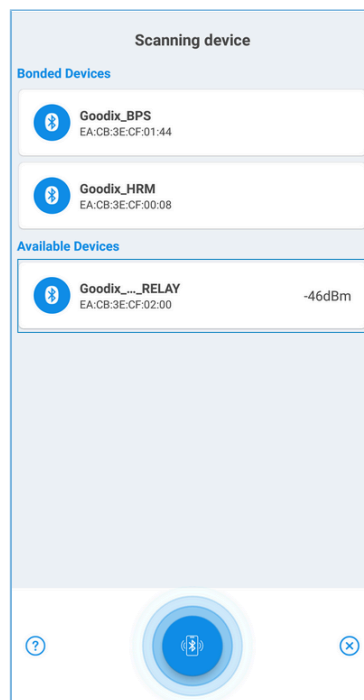 Scanning device
Bonded Devices
Goodix_BPS
EA:CB:3E:CF:01:44
Goodix_HRM
EA:CB:3E:CF:00:08
Available Devices
Goodix_..._RELAY
EA:CB:3E:CF:02:00
-46dBm
?